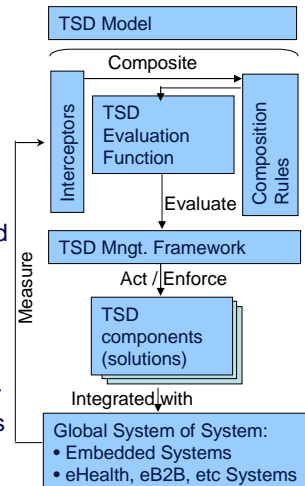 TSD Model
Composite
Interceptors
TSD
Evaluation
Function
Composition
Rules
Evaluate
d
TSD Mngt. Framework
Measure
Act / Enforce
TSD
components
(solutions)
Integrated with
s
Global System of System:
• Embedded Systems
• eHealth, eB2B, etc Systems